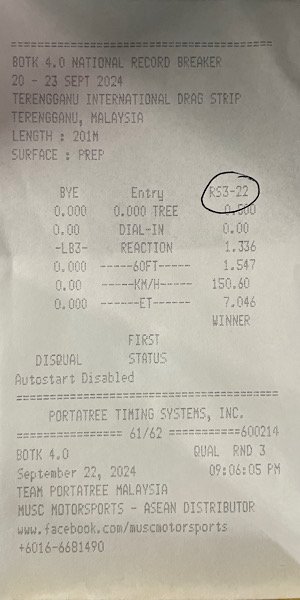 ================================
BOTK 4.0 NATIONAL RECORD BREAKER
20 - 23 SEPT 2024
TERENGGANU INTERNATIONAL DRAG STRIP
TERENGGANU, MALAYSIA
LENGTH : 201M
SURFACE : PREP
BYE Entry RS3-22
0.000 0.000 TREE 0.500
0.00 DIAL-IN 0.00
-LB3- REACTION 1.336
0.000 -----60FT----- 1.547
0.00 -----KM/H----- 150.60
0.000 ------ET------ 7.046
WINNER
FIRST
DISQUAL STATUS
Autostart Disabled
================================
PORTATREE TIMING SYSTEMS, INC.
=============== 61/62 ===========600214
BOTK 4.0 QUAL RND 3
September 22, 2024 09:06:05 PM
TEAM PORTATREE MALAYSIA
MUSC MOTORSPORTS - ASEAN DISTRIBUTOR
www.facebook.com/muscmotorsports
+6016-6681490